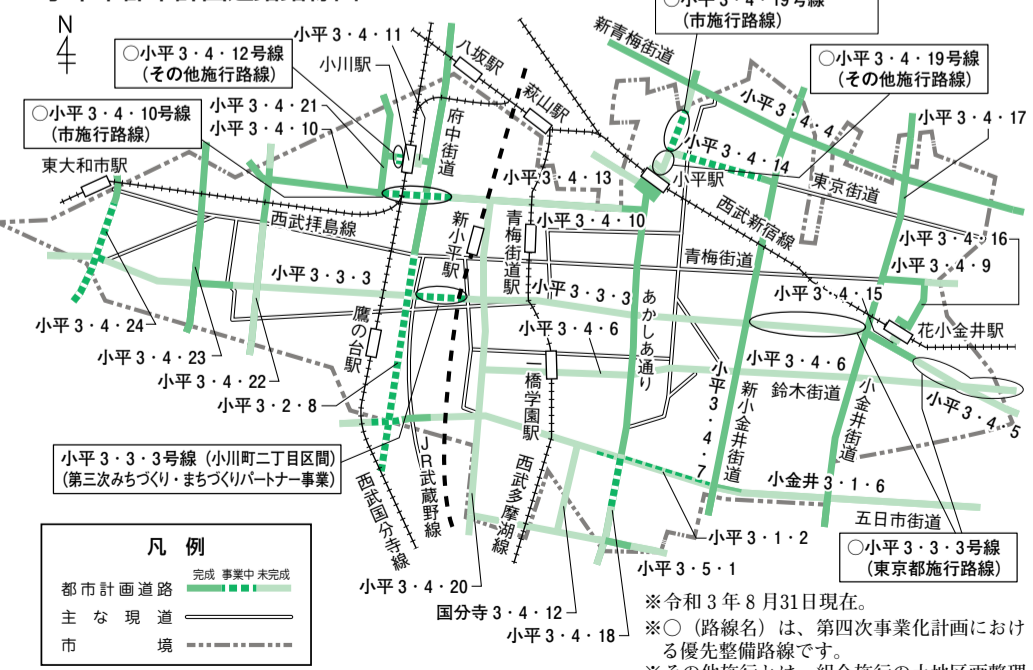 ○小平3・4・19号線
(市施行路線)
N
4
小平3・4・11
新青梅街道
○小平3・4・12号線
(その他施行路線)
小川駅
八坂駅
○小平3・4・19号線
(その他施行路線)
萩山駅
小平3・4・4
○小平3・4・10号線
(市施行路線)
小平3・4・21
小平3・4・10
府中街道
小平3・4・17
小平3・4・14
東大和市駅
小平3・4・13
小平駅
東京街道
西武拝島線
新小平駅
青梅街道駅
小平3・4・10
西武新宿線
小平3・4・16
青梅街道
小平3・4・9
小平3・3・3
小平3・3・3
あかしあ通り
小平3・4・15
小平3・4・24
鷹の台駅
小平3・4・6
花小金井駅
小平3・4・23
小平3・4・6
小平3・4・22
一橋学園駅
小平3・4・7
新小金井街道
鈴木街道
小金井街道
小平3・4・5
小平3・2・8
小平3・3・3号線(小川町二丁目区間)
(第三次みちづくり・まちづくりパートナー事業)
JR武蔵野線
西武国分寺線
西武多摩湖線
小金井3・1・6
五日市街道
凡例
完成 事業中 未完成
都市計画道路
主な現道
市境
小平3・1・2
○小平3・3・3号線
(東京都施行路線)
小平3・5・1
小平3・4・20
国分寺3・4・12
小平3・4・18
※令和3年8月31日現在。
※○(路線名)は、第四次事業化計画におけ
る優先整備路線です。